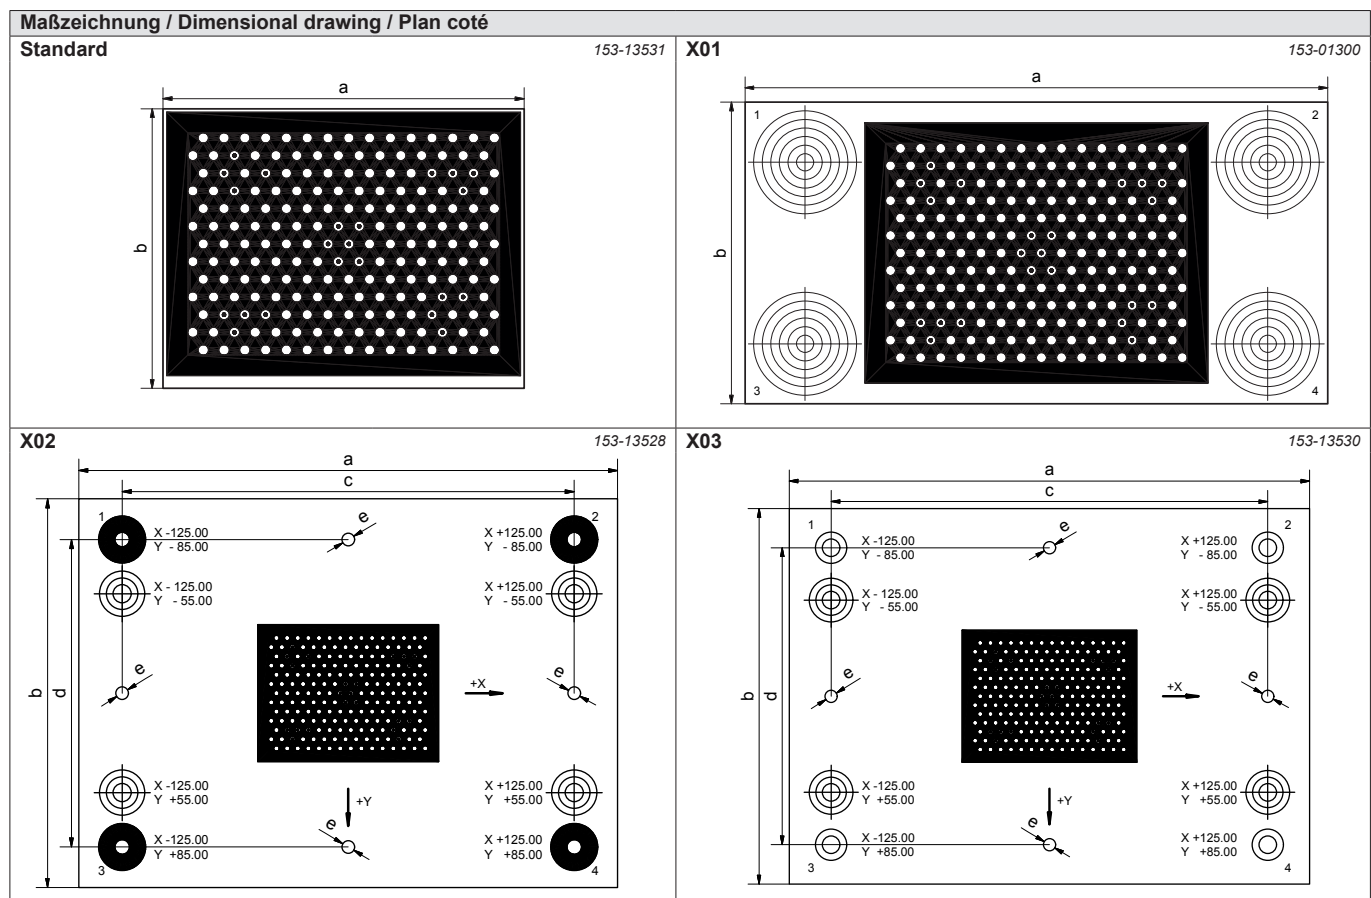 Maßzeichnung / Dimensional drawing / Plan coté
Standard 153-13531
a
b
X01 153-01300
a
1 2
b
3 4
X02 153-13528
a
c
1 2
e
X -125.00
Y - 85.00
X +125.00
Y - 85.00
X - 125.00
Y - 55.00
X +125.00
Y - 55.00
b
d
e
+X
e
X -125.00
Y +55.00
+Y
X +125.00
Y +55.00
e
X -125.00
Y +85.00
X +125.00
Y +85.00
3 4
X03 153-13530
a
c
1 2
e
X -125.00
Y - 85.00
X +125.00
Y - 85.00
X - 125.00
Y - 55.00
X +125.00
Y - 55.00
b
d
e
+X
e
X -125.00
Y +55.00
+Y
X +125.00
Y +55.00
e
X -125.00
Y +85.00
X +125.00
Y +85.00
3 4